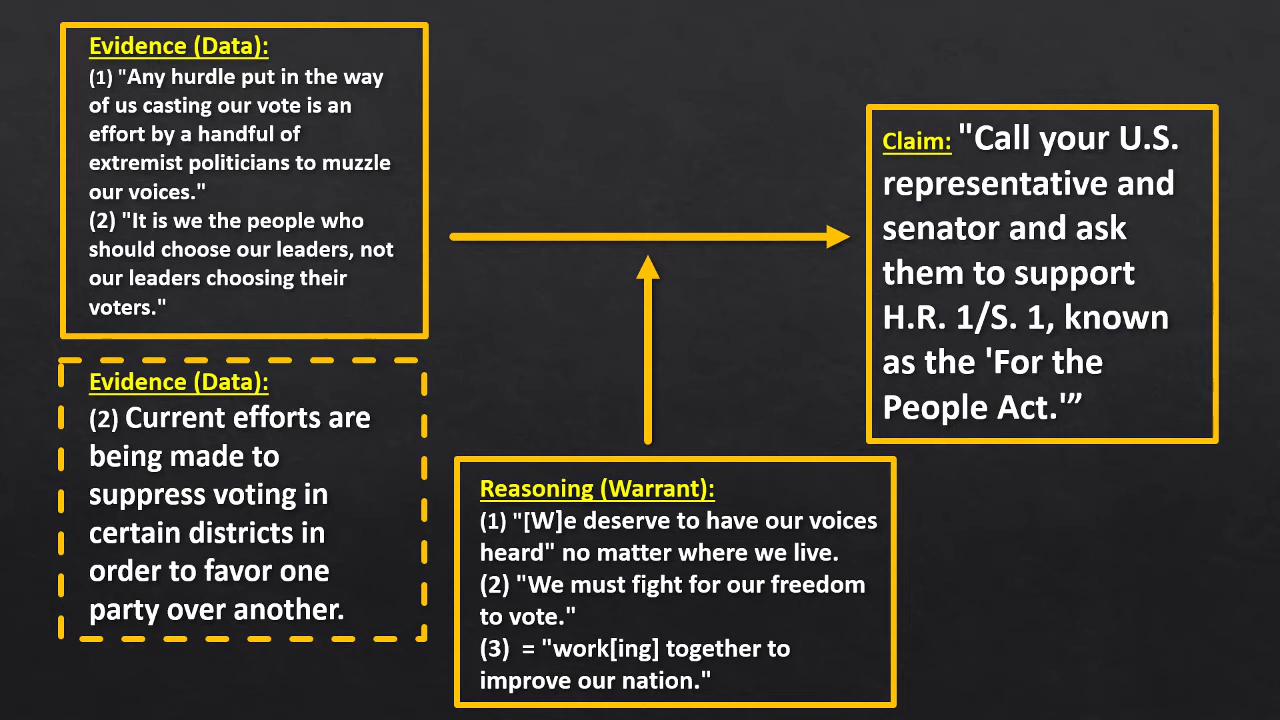 Evidence (Data):
(1) "Any hurdle put in the way
of us casting our vote is an
effort by a handful of
extremist politicians to muzzle
our voices."
(2) "It is we the people who
should choose our leaders, not
our leaders choosing their
voters."
Evidence (Data):
(2) Current efforts are
being made to
suppress voting in
certain districts in
order to favor one
party over another.
Reasoning (Warrant):
(1) "[W]e deserve to have our voices
heard" no matter where we live.
(2) "We must fight for our freedom
to vote."
(3)  = "work[ing] together to
improve our nation."
Claim: "Call your U.S.
representative and
senator and ask
them to support
H.R. 1/S. 1, known
as the 'For the
People Act.'”